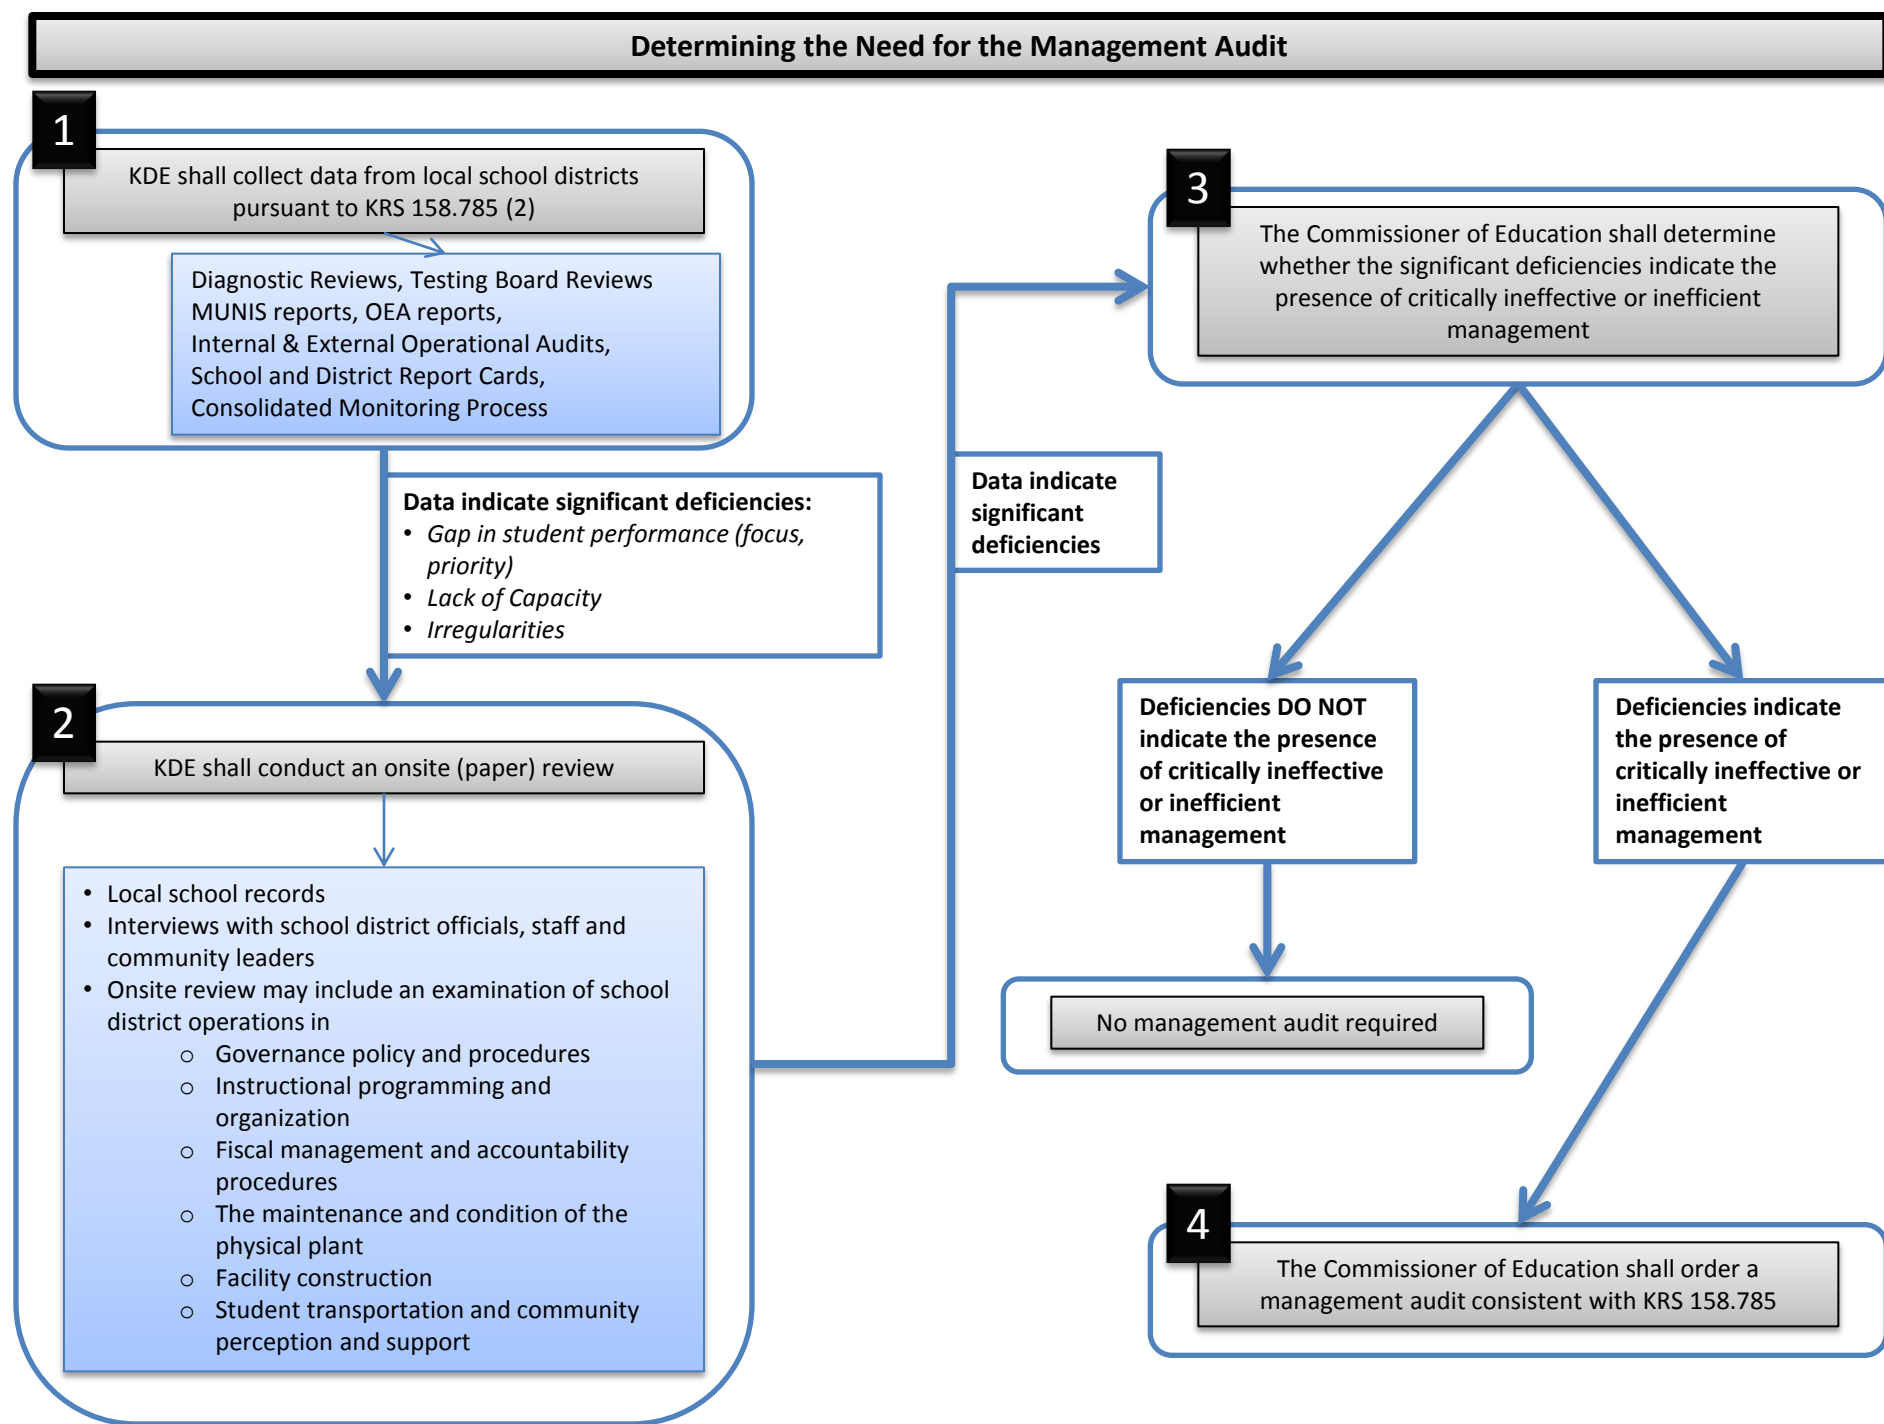 Determining the Need for the Management Audit
1
KDE shall collect data from local school districts
pursuant to KRS 158.785 (2)
Diagnostic Reviews, Testing Board Reviews
MUNIS reports, OEA reports,
Internal & External Operational Audits,
School and District Report Cards,
Consolidated Monitoring Process
Data indicate significant deficiencies:
• Gap in student performance (focus,
priority)
• Lack of Capacity
• Irregularities
2
KDE shall conduct an onsite (paper) review
• Local school records
• Interviews with school district officials, staff and
community leaders
• Onsite review may include an examination of school
district operations in
o Governance policy and procedures
o Instructional programming and
organization
o Fiscal management and accountability
procedures
o The maintenance and condition of the
physical plant
o Facility construction
o Student transportation and community
perception and support
Data indicate
significant
deficiencies
3
The Commissioner of Education shall determine
whether the significant deficiencies indicate the
presence of critically ineffective or inefficient
management
Deficiencies DO NOT
indicate the presence
of critically ineffective
or inefficient
management
Deficiencies indicate
the presence of
critically ineffective or
inefficient
management
No management audit required
4
The Commissioner of Education shall order a
management audit consistent with KRS 158.785